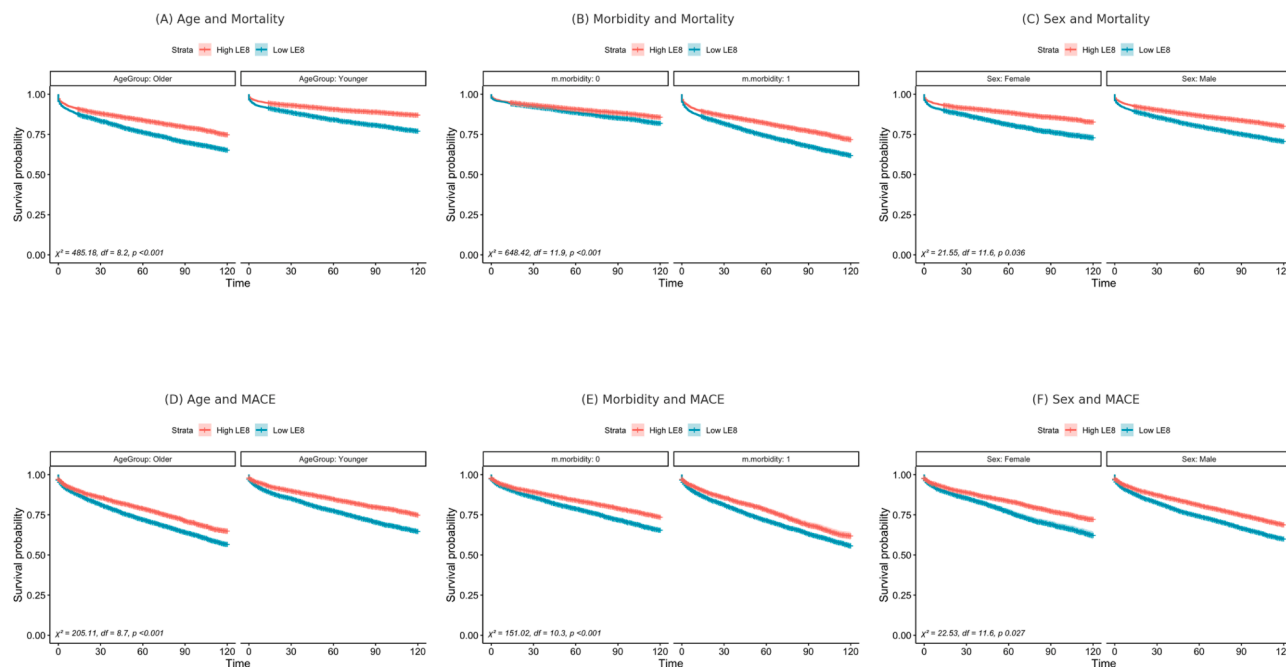 (A) Age and Mortality
Strata High LE8 Low LE8
AgeGroup: Older AgeGroup: Younger
Survival probability
1.00
0.75
0.50
0.25
0.00
χ² = 485.18, df = 8.2, p <0.001
0 30 60 90 120 0 30 60 90 120
Time
(B) Morbidity and Mortality
Strata High LE8 Low LE8
m.morbidity: 0 m.morbidity: 1
Survival probability
1.00
0.75
0.50
0.25
0.00
χ² = 648.42, df = 11.9, p <0.001
0 30 60 90 120 0 30 60 90 120
Time
(C) Sex and Mortality
Strata High LE8 Low LE8
Sex: Female Sex: Male
Survival probability
1.00
0.75
0.50
0.25
0.00
χ² = 21.55, df = 11.6, p 0.036
0 30 60 90 120 0 30 60 90 120
Time
(D) Age and MACE
Strata High LE8 Low LE8
AgeGroup: Older AgeGroup: Younger
Survival probability
1.00
0.75
0.50
0.25
0.00
χ² = 205.11, df = 8.7, p <0.001
0 30 60 90 120 0 30 60 90 120
Time
(E) Morbidity and MACE
Strata High LE8 Low LE8
m.morbidity: 0 m.morbidity: 1
Survival probability
1.00
0.75
0.50
0.25
0.00
χ² = 151.02, df = 10.3, p <0.001
0 30 60 90 120 0 30 60 90 120
Time
(F) Sex and MACE
Strata High LE8 Low LE8
Sex: Female Sex: Male
Survival probability
1.00
0.75
0.50
0.25
0.00
χ² = 22.53, df = 11.6, p 0.027
0 30 60 90 120 0 30 60 90 120
Time